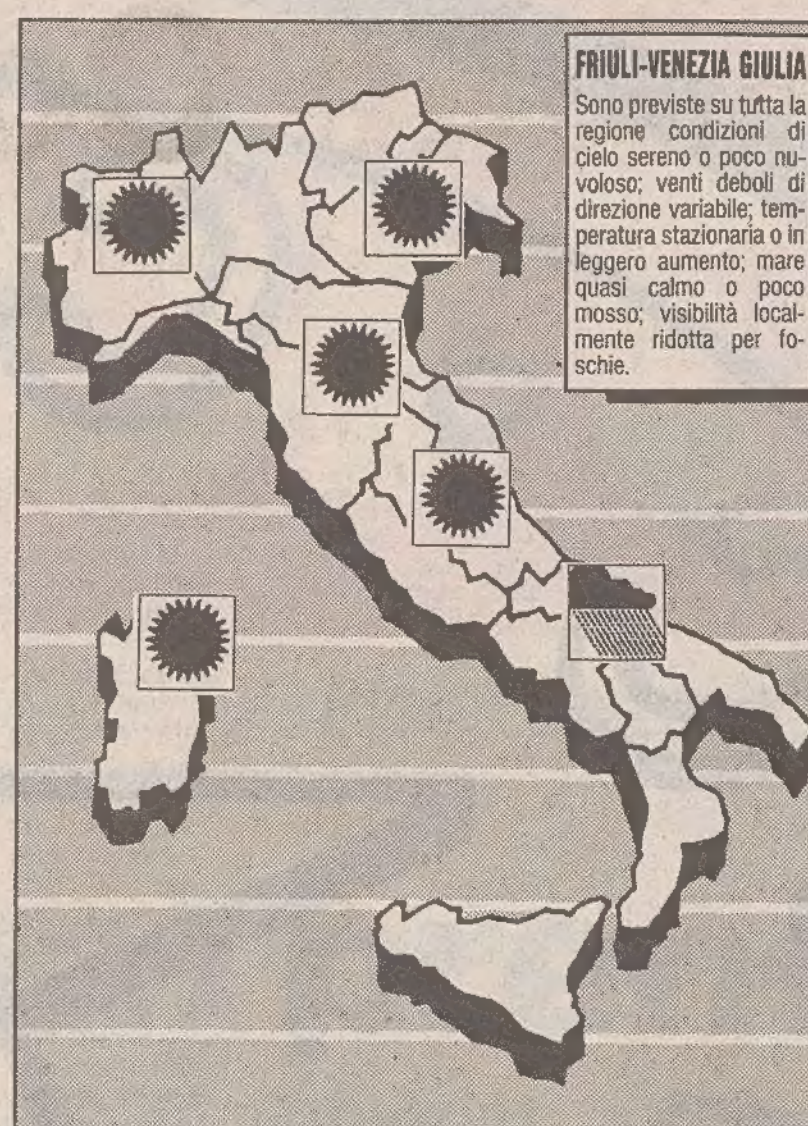 FRIULI-VENEZIA GIULIA
Sono previste su tutta la
regione condizioni di
cielo sereno o poco nu-
voloso; venti deboli di
direzione variabile; tem-
peratura stazionaria o in
leggero aumento; mare
quasi calmo o poco
mosso; visibilità local-
mente ridotta per fo-
schie.